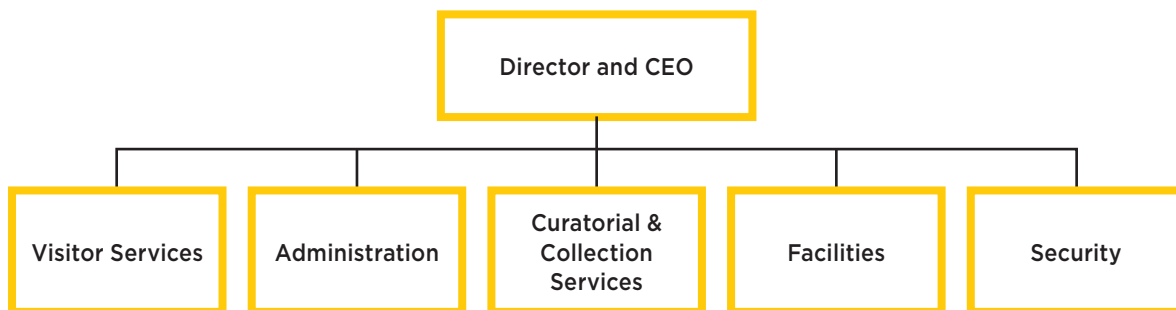 Director and CEO
Visitor Services
Administration
Curatorial &
Collection
Services
Facilities
Security